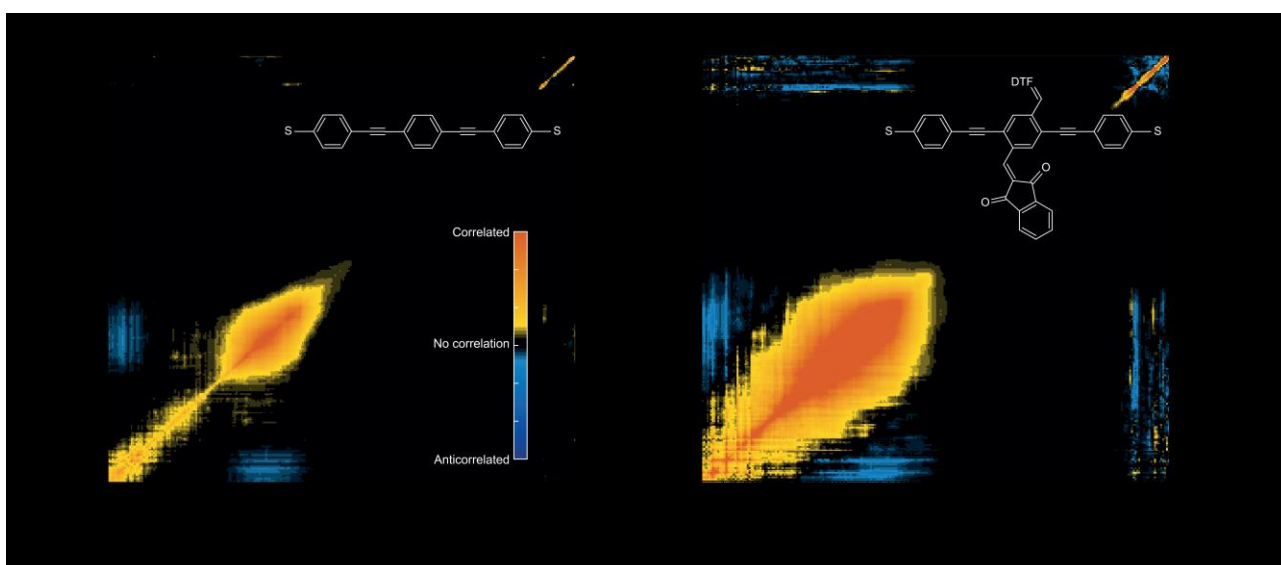 DTF
S
S
S
S
O
O
Correlated
No correlation
Anticorrelated